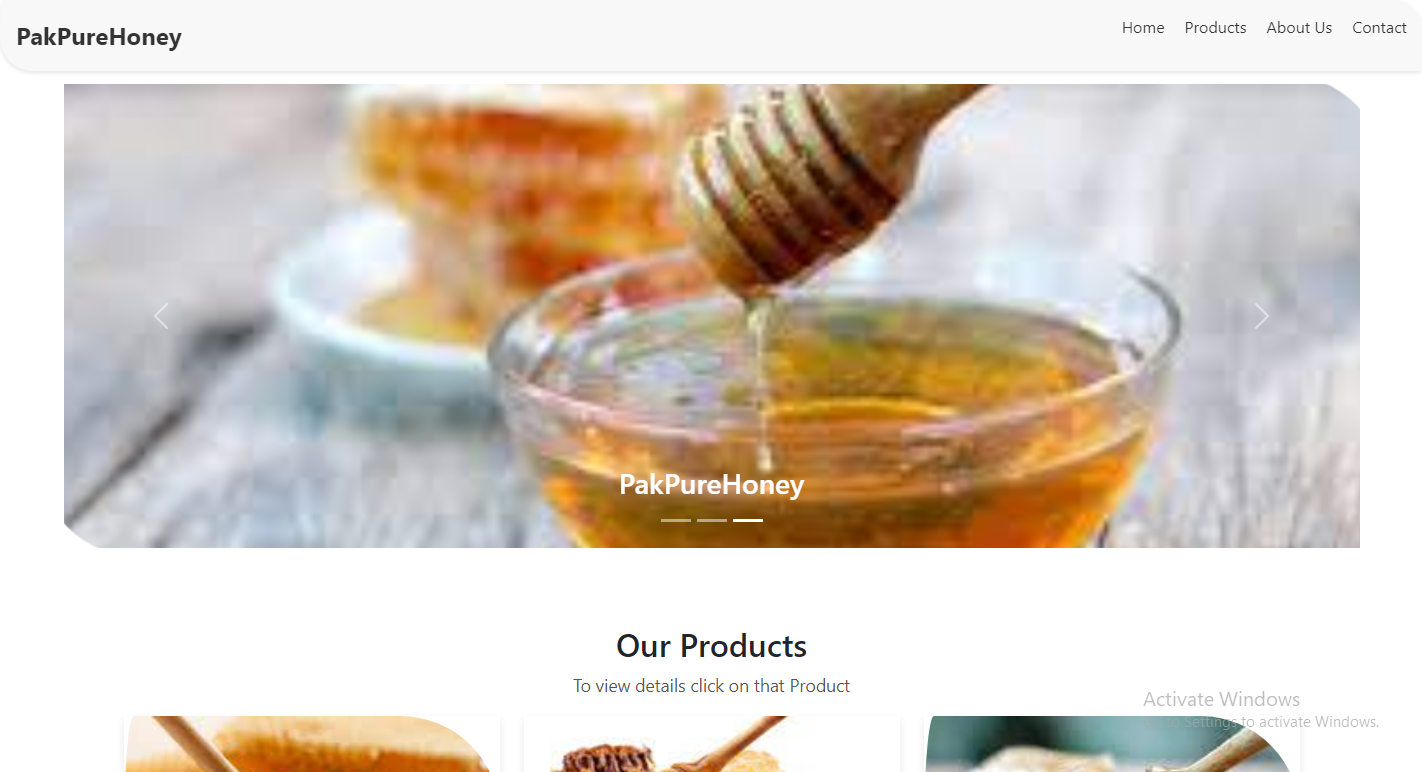 PakPureHoney
Home Products About Us Contact
PakPureHoney
Our Products
To view details click on that Product
Activate Windows
to Settings to activate Windows.